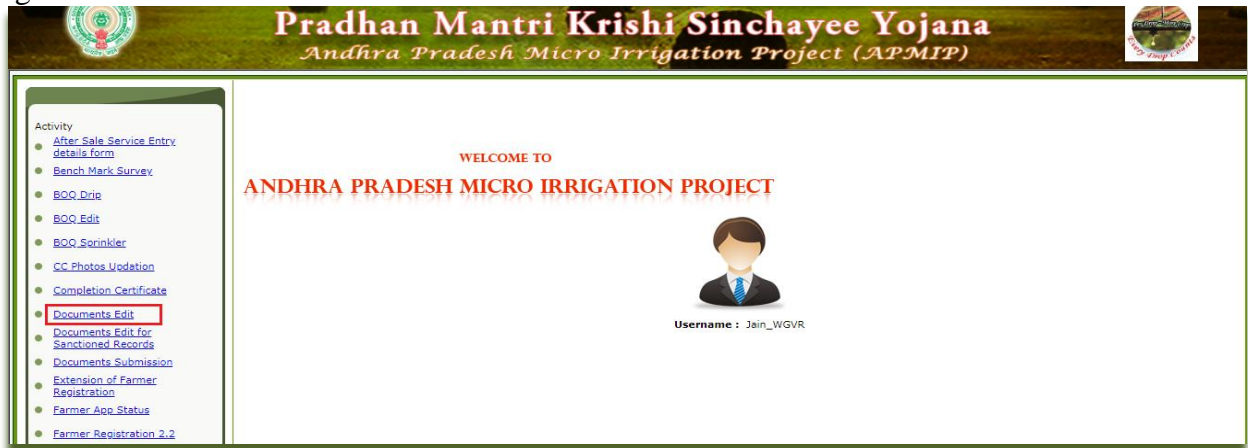 Pradhan Mantri Krishi Sinchayee Yojana
Andhra Pradesh Micro Irrigation Project (APMIP)
Activity
After Sale Service Entry
details form
Bench Mark Survey
BOQ Drip
BOQ Edit
BOQ Sprinkler
CC Photos Updation
Completion Certificate
Documents Edit
Documents Edit for
Sanctioned Records
Documents Submission
Extension of Farmer
Registration
Farmer App Status
Farmer Registration 2.2
WELCOME TO
ANDHRA PRADESH MICRO IRRIGATION PROJECT
Username : Jain_WGVR